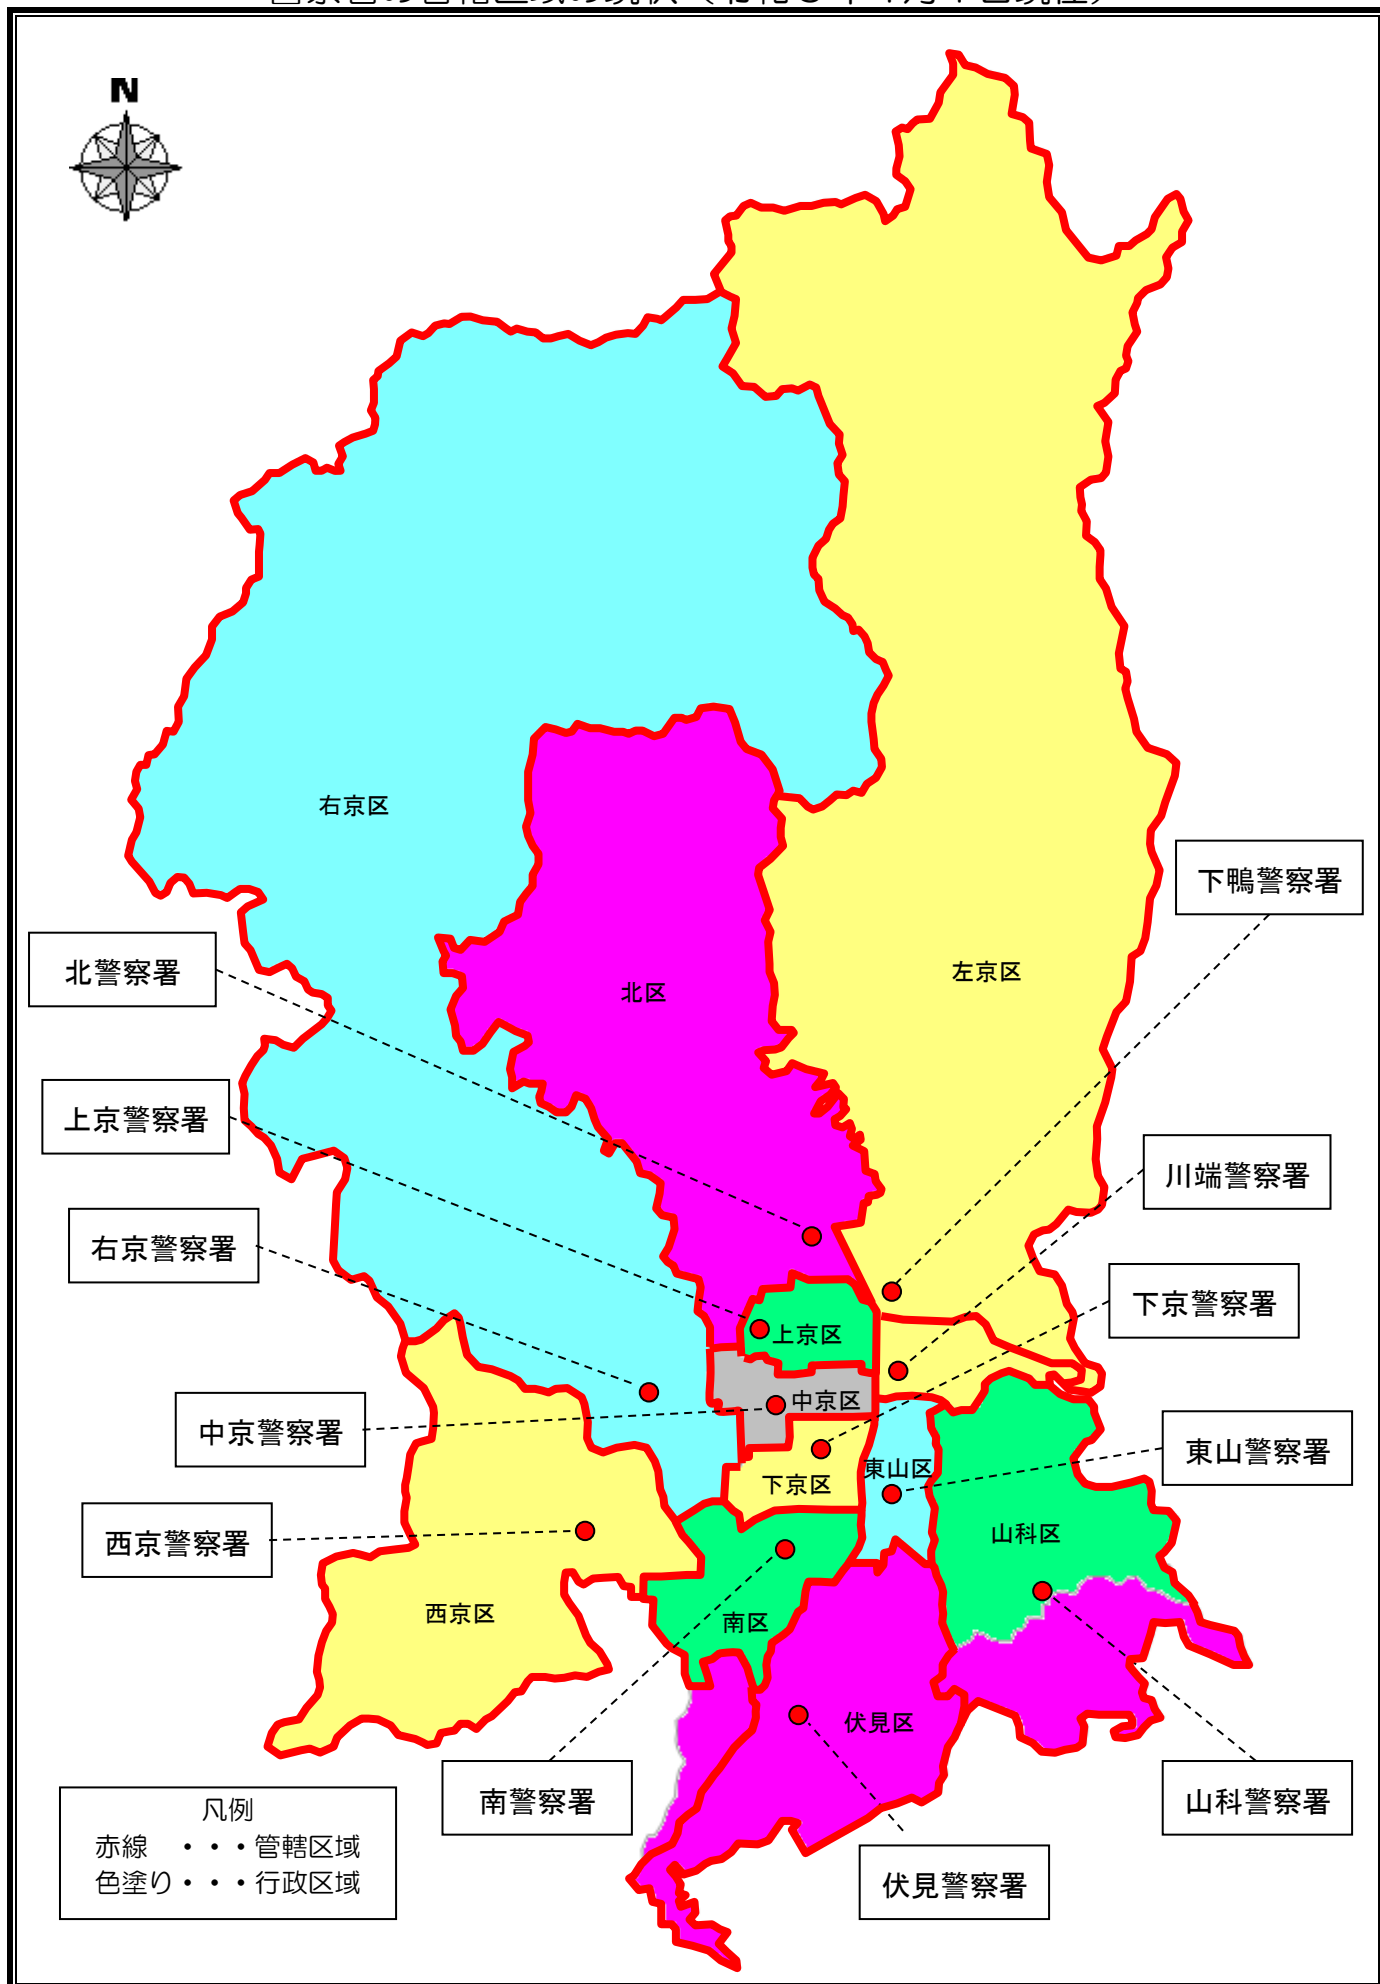 N
右京区
下鴨警察署
北警察署
左京区
北区
上京警察署
川端警察署
右京警察署
下京警察署
上京区
中京区
中京警察署
東山警察署
東山区
下京区
山科区
西京警察署
西京区
南区
伏見区
南警察署
山科警察署
伏見警察署
凡例
赤線 ・・・管轄区域
色塗り・・・行政区域